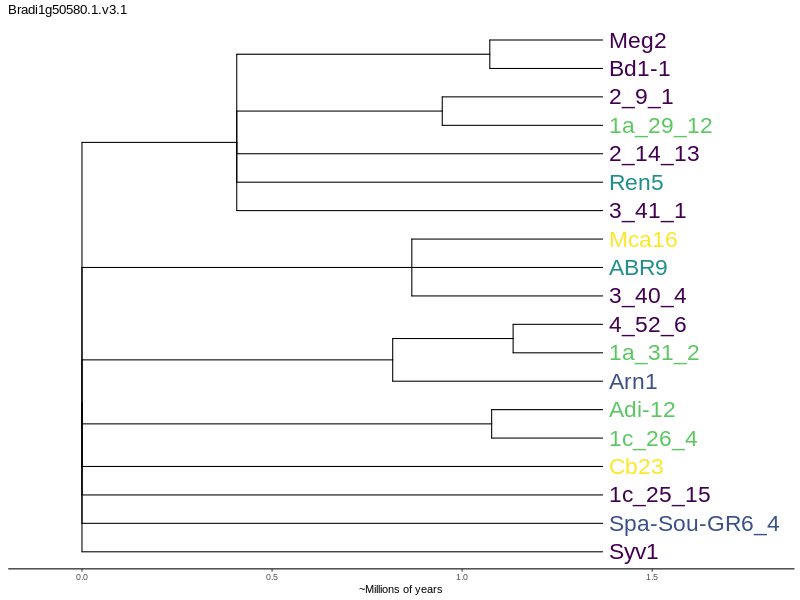 Bradi1g50580.1.v3.1
Meg2
Bd1-1
2_9_1
1a_29_12
2_14_13
Ren5
3_41_1
Mca16
ABR9
3_40_4
4_52_6
1a_31_2
Arn1
Adi-12
1c_26_4
Cb23
1c_25_15
Spa-Sou-GR6_4
Syv1
0.0 0.5 1.0 1.5
~Millions of years